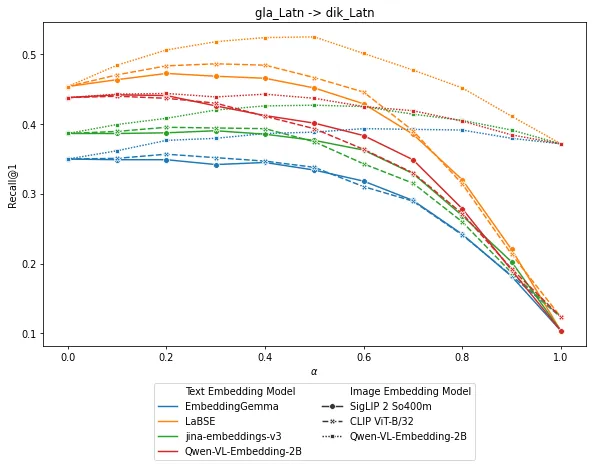 gla_Latn -> dik_Latn
Recall@1
0.5
0.4
0.3
0.2
0.1
0.0 0.2 0.4 0.6 0.8 1.0
α
Text Embedding Model Image Embedding Model
EmbeddingGemma SigLIP 2 So400m
LaBSE CLIP ViT-B/32
jina-embeddings-v3 Qwen-VL-Embedding-2B
Qwen-VL-Embedding-2B